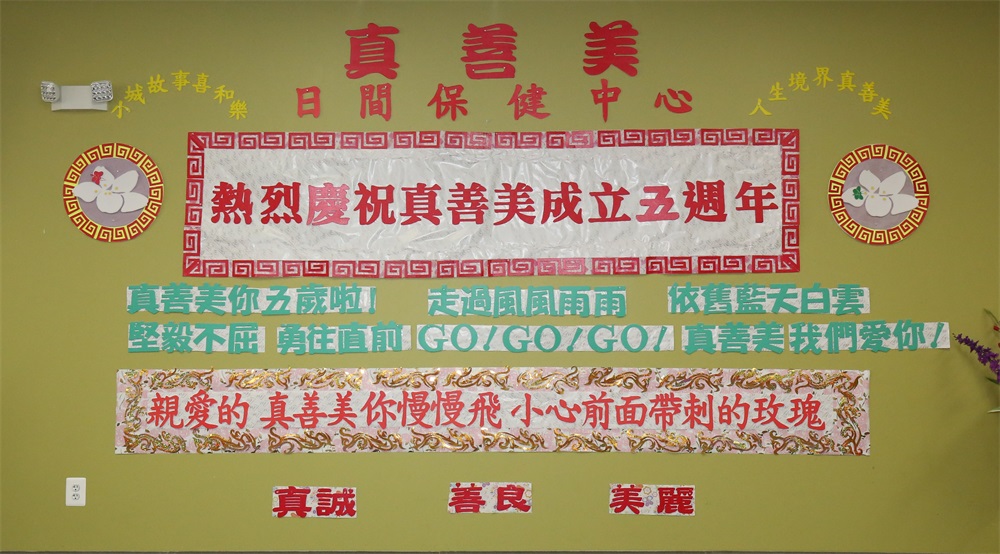 真善美
小城故事喜和樂
日間保健中心
人生境界真善美
熱烈慶祝真善美成立五週年
真善美你五歲啦! 走過風風雨雨 依舊藍天白雲
堅毅不屈 勇往直前 GO!GO!GO! 真善美我們愛你!
親愛的 真善美你慢慢飛 小心前面帶刺的玫瑰
真誠 善良 美麗